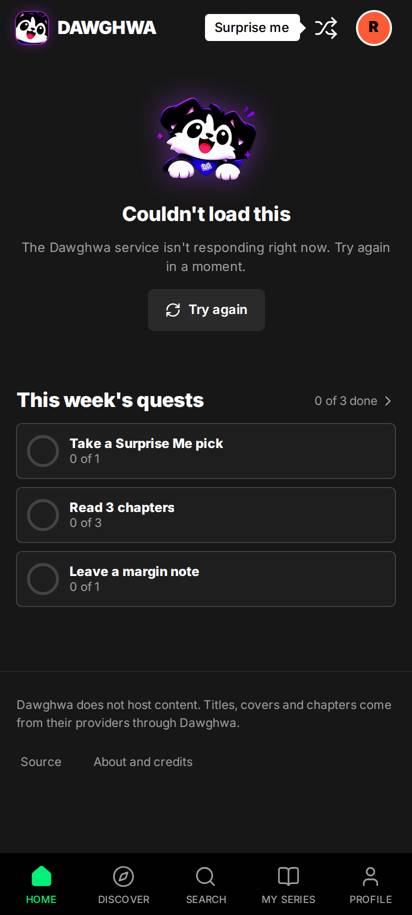 DAWGHWA
Surprise me
R
Couldn't load this
The Dawghwa service isn't responding right now. Try again
in a moment.
Try again
This week's quests
0 of 3 done
Take a Surprise Me pick
0 of 1
Read 3 chapters
0 of 3
Leave a margin note
0 of 1
Dawghwa does not host content. Titles, covers and chapters come
from their providers through Dawghwa.
Source
About and credits
HOME
DISCOVER
SEARCH
MY SERIES
PROFILE